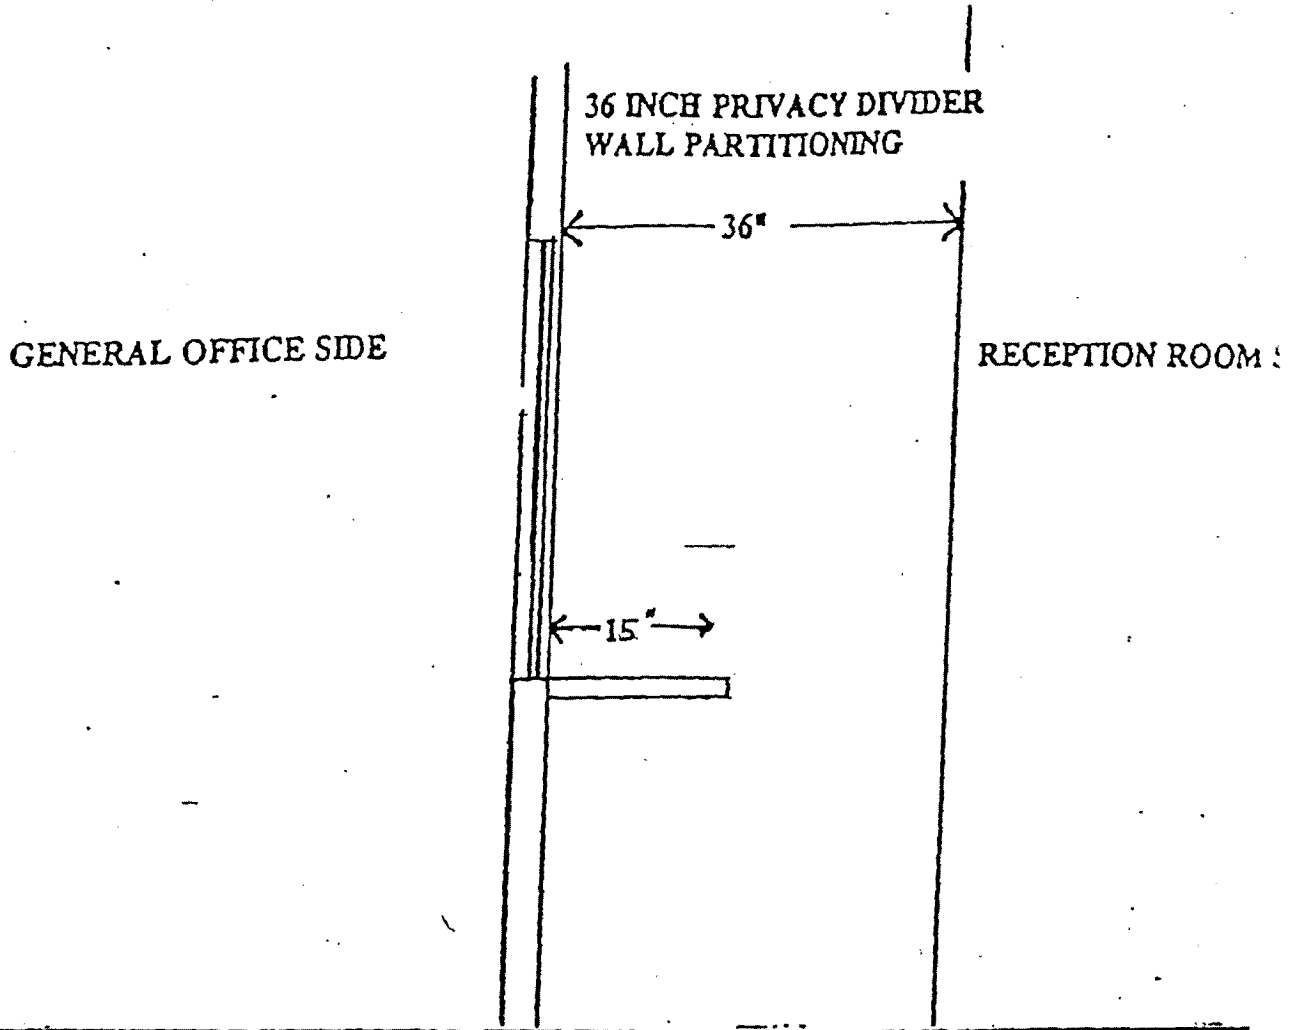 36 INCH PRIVACY DIVIDER
WALL PARTITIONING
36"
GENERAL OFFICE SIDE
RECEPTION ROOM
15"